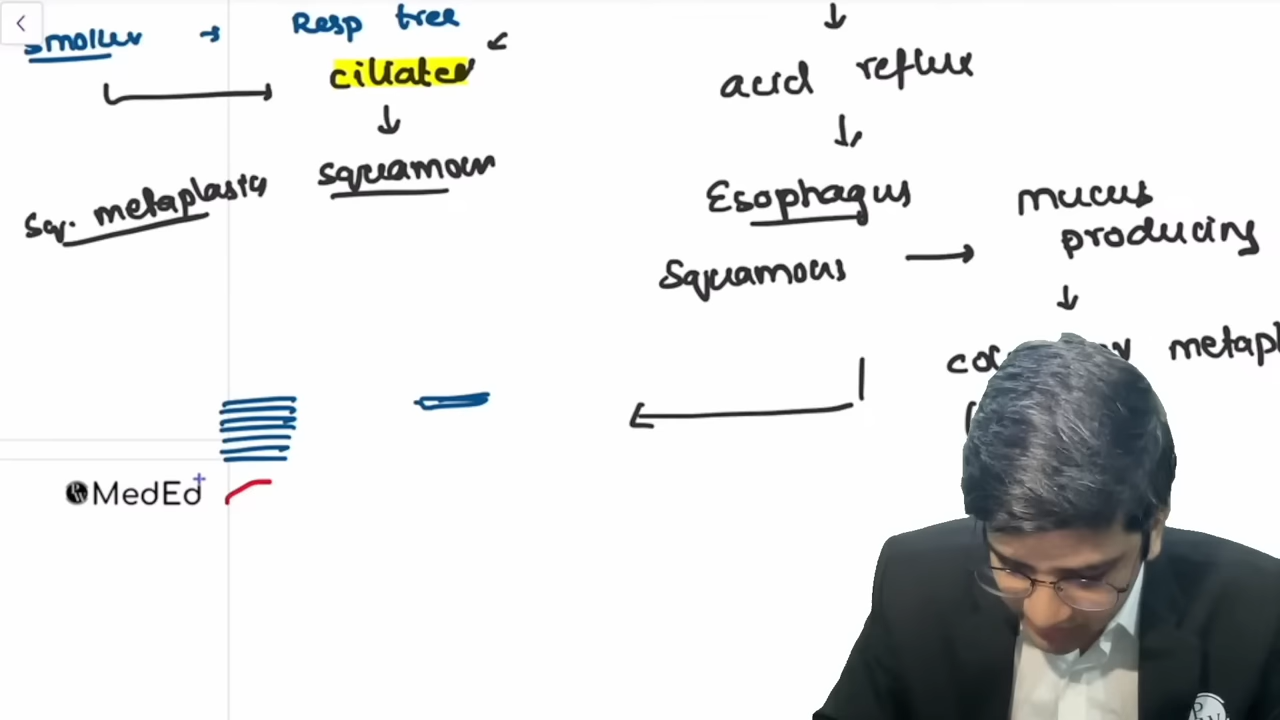 smoker → Resp tree
ciliated
↓
squamous
sq. metaplasia
↓
acid reflux
↓
Esophagus
Squamous → mucus
producing
↓
metapl
MedEd